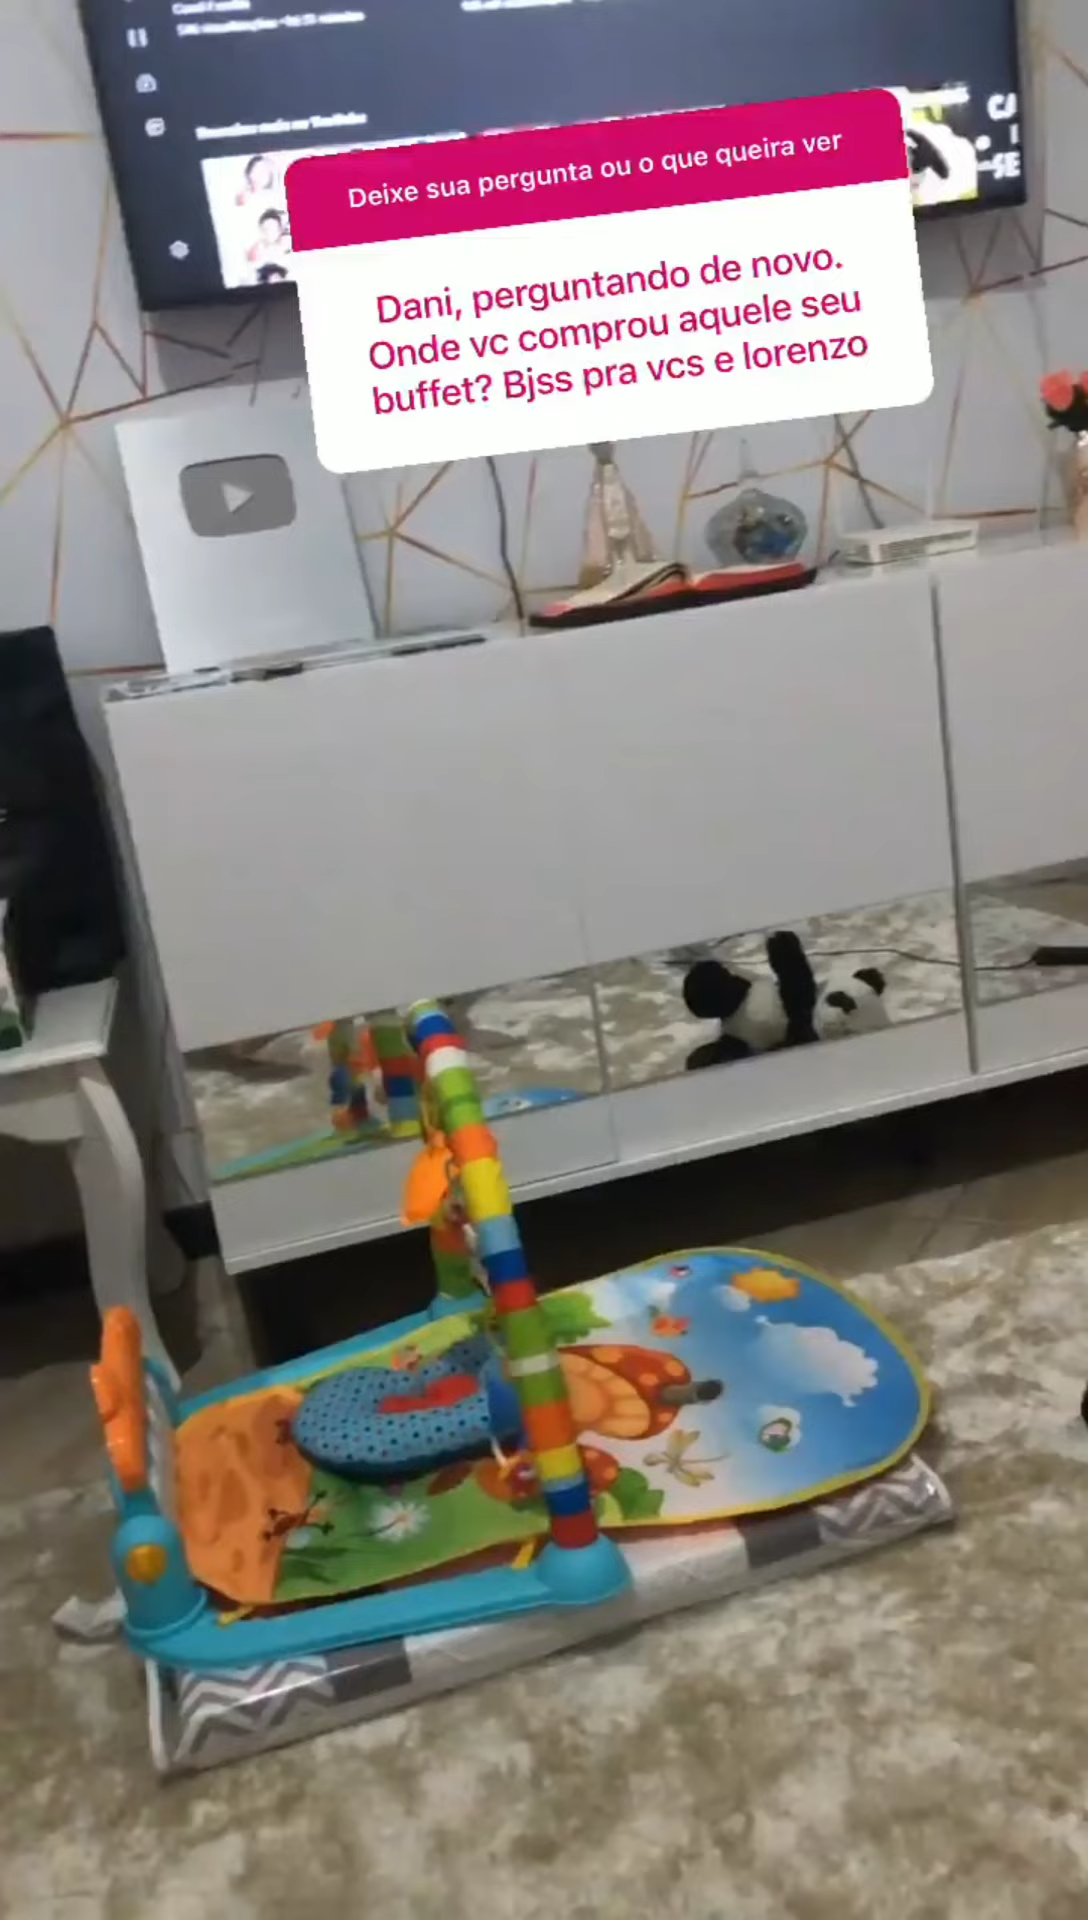 Deixe sua pergunta ou o que queira ver
Dani, perguntando de novo.
Onde vc comprou aquele seu
buffet? Bjss pra vcs e lorenzo